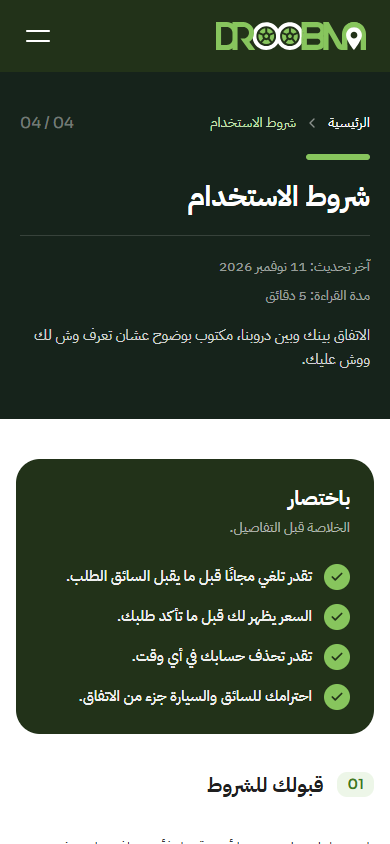 DROOBNA
الرئيسية › شروط الاستخدام
04 / 04
شروط الاستخدام
آخر تحديث: 11 نوفمبر 2026
مدة القراءة: 5 دقائق
الاتفاق بينك وبين دروبنا، مكتوب بوضوح عشان تعرف وش لك
ووش عليك.
باختصار
الخلاصة قبل التفاصيل.
تقدر تلغي مجانًا قبل ما يقبل السائق الطلب.
السعر يظهر لك قبل ما تأكد طلبك.
تقدر تحذف حسابك في أي وقت.
احترامك للسائق والسيارة جزء من الاتفاق.
01 قبولك للشروط